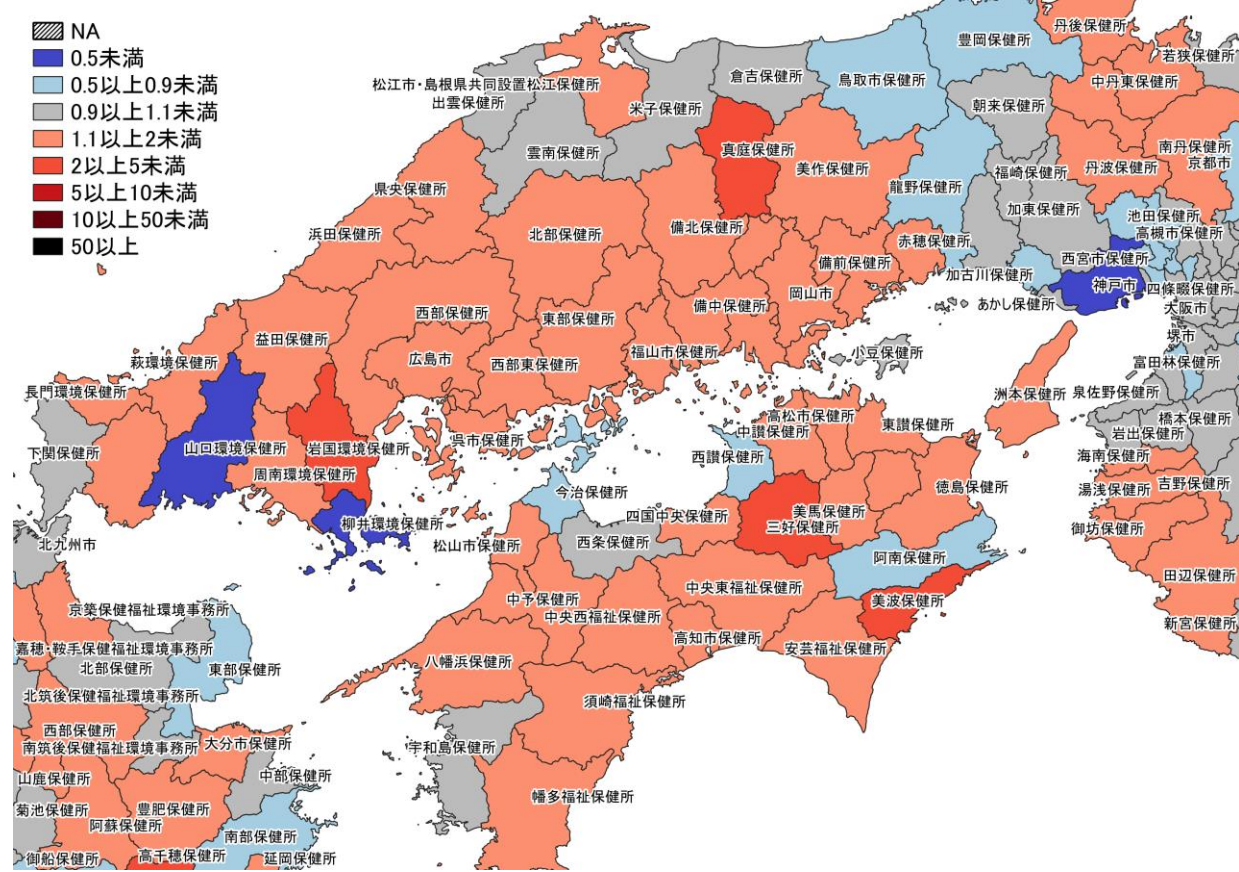 NA
0.5未満
0.5以上0.9未満
0.9以上1.1未満
1.1以上2未満
2以上5未満
5以上10未満
10以上50未満
50以上
丹後保健所
豊岡保健所
若狭保健所
倉吉保健所
鳥取市保健所
中丹東保健所
松江市・島根県共同設置松江保健所
出雲保健所
米子保健所
朝来保健所
雲南保健所
真庭保健所
美作保健所
南丹保健所
京都市
丹波保健所
福崎保健所
龍野保健所
県央保健所
加東保健所
池田保健所
高槻市保健所
浜田保健所
北部保健所
備北保健所
赤穂保健所
西宮市保健所
備前保健所
加古川保健所
神戸市
四條畷保健所
岡山市
あかし保健所
大阪市
備中保健所
西部保健所
東部保健所
益田保健所
堺市
萩環境保健所
広島市
西部東保健所
福山市保健所
小豆保健所
富田林保健所
長門環境保健所
洲本保健所
泉佐野保健所
高松市保健所
橋本保健所
中讃保健所
東讃保健所
岩出保健所
呉市保健所
山口環境保健所
岩国環境保健所
下関保健所
西讃保健所
海南保健所
周南環境保健所
徳島保健所
湯浅保健所
吉野保健所
今治保健所
美馬保健所
四国中央保健所
三好保健所
柳井環境保健所
御坊保健所
北九州市
松山市保健所
西条保健所
阿南保健所
田辺保健所
中央東福祉保健所
中予保健所
美波保健所
京築保健福祉環境事務所
中央西福祉保健所
新宮保健所
高知市保健所
安芸福祉保健所
嘉穂・鞍手保健福祉環境事務所
北部保健所
東部保健所
八幡浜保健所
北筑後保健福祉環境事務所
須崎福祉保健所
西部保健所
大分市保健所
南筑後保健福祉環境事務所
宇和島保健所
山鹿保健所
中部保健所
幡多福祉保健所
菊池保健所
豊肥保健所
阿蘇保健所
南部保健所
御船保健所
高千穂保健所
延岡保健所